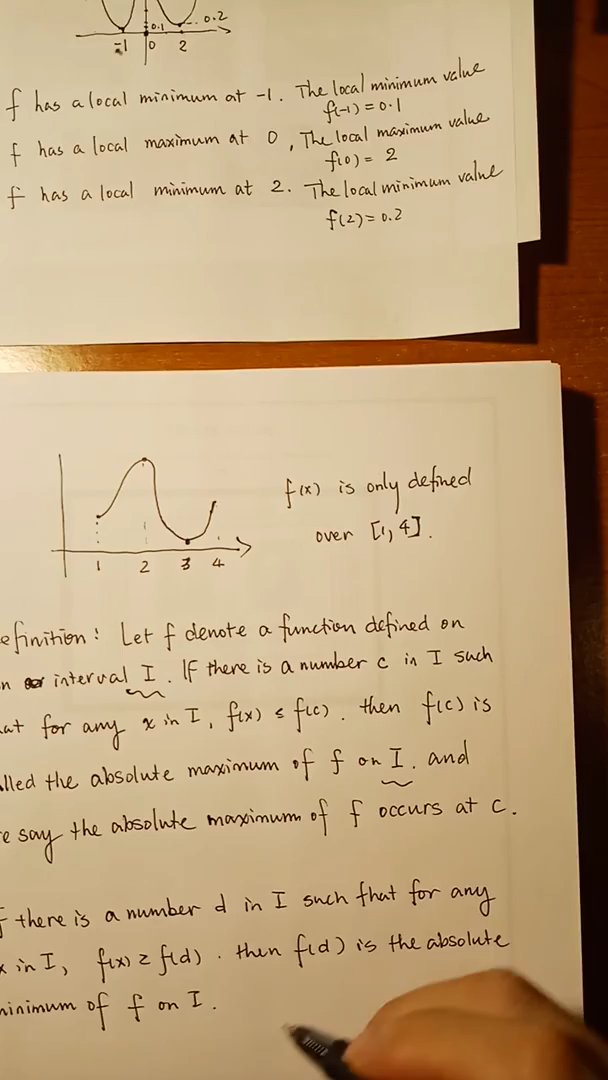 0.1 0.2
-1 0 2
f has a local minimum at -1. The local minimum value
f(-1) = 0.1
f has a local maximum at 0, The local maximum value
f(0) = 2
f has a local minimum at 2. The local minimum value
f(2) = 0.2
f(x) is only defined
over [1, 4].
1 2 3 4
efinition: Let f denote a function defined on
n interval I. If there is a number c in I such
at for any x in I, f(x) ≤ f(c). then f(c) is
lled the absolute maximum of f on I. and
e say the absolute maximum of f occurs at c.
f there is a number d in I such that for any
x in I, f(x) ≥ f(d). then f(d) is the absolute
ninimum of f on I.